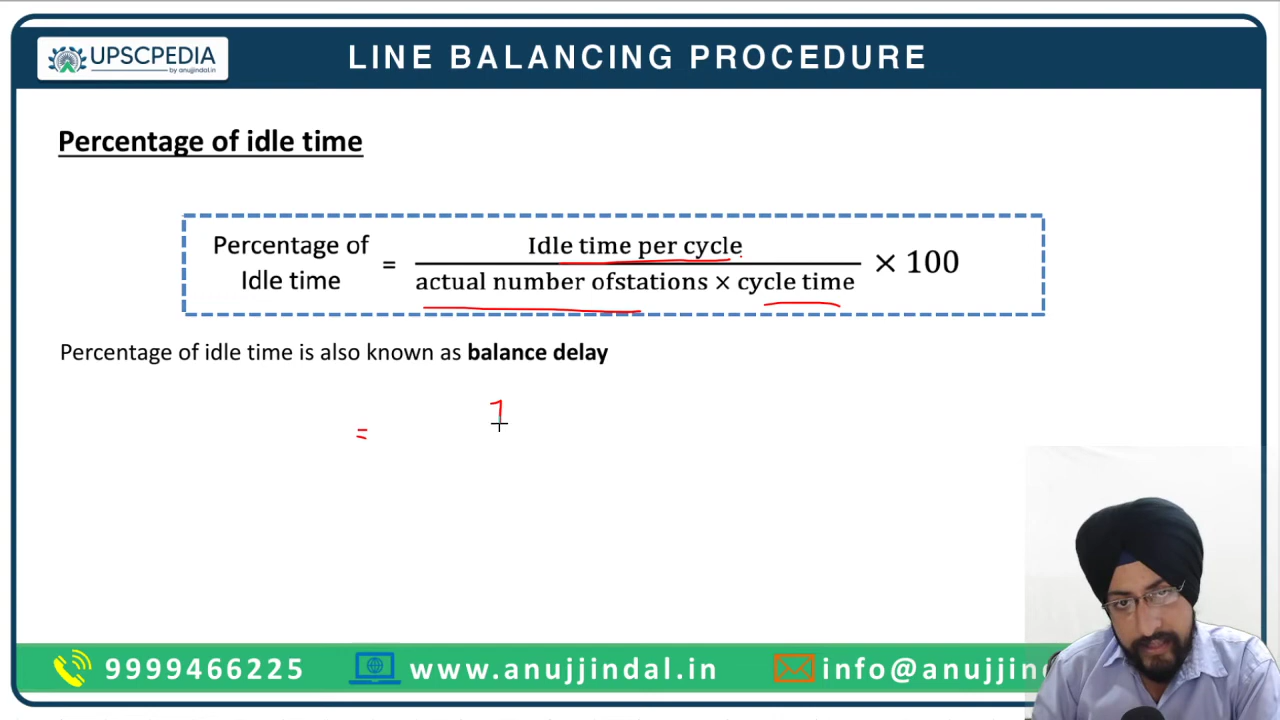 UPSCPEDIA
by anujjindal.in
LINE BALANCING PROCEDURE
Percentage of idle time
Percentage of Idle time = Idle time per cycle / actual number ofstations × cycle time × 100
Percentage of idle time is also known as balance delay
=
9999466225
www.anujjindal.in